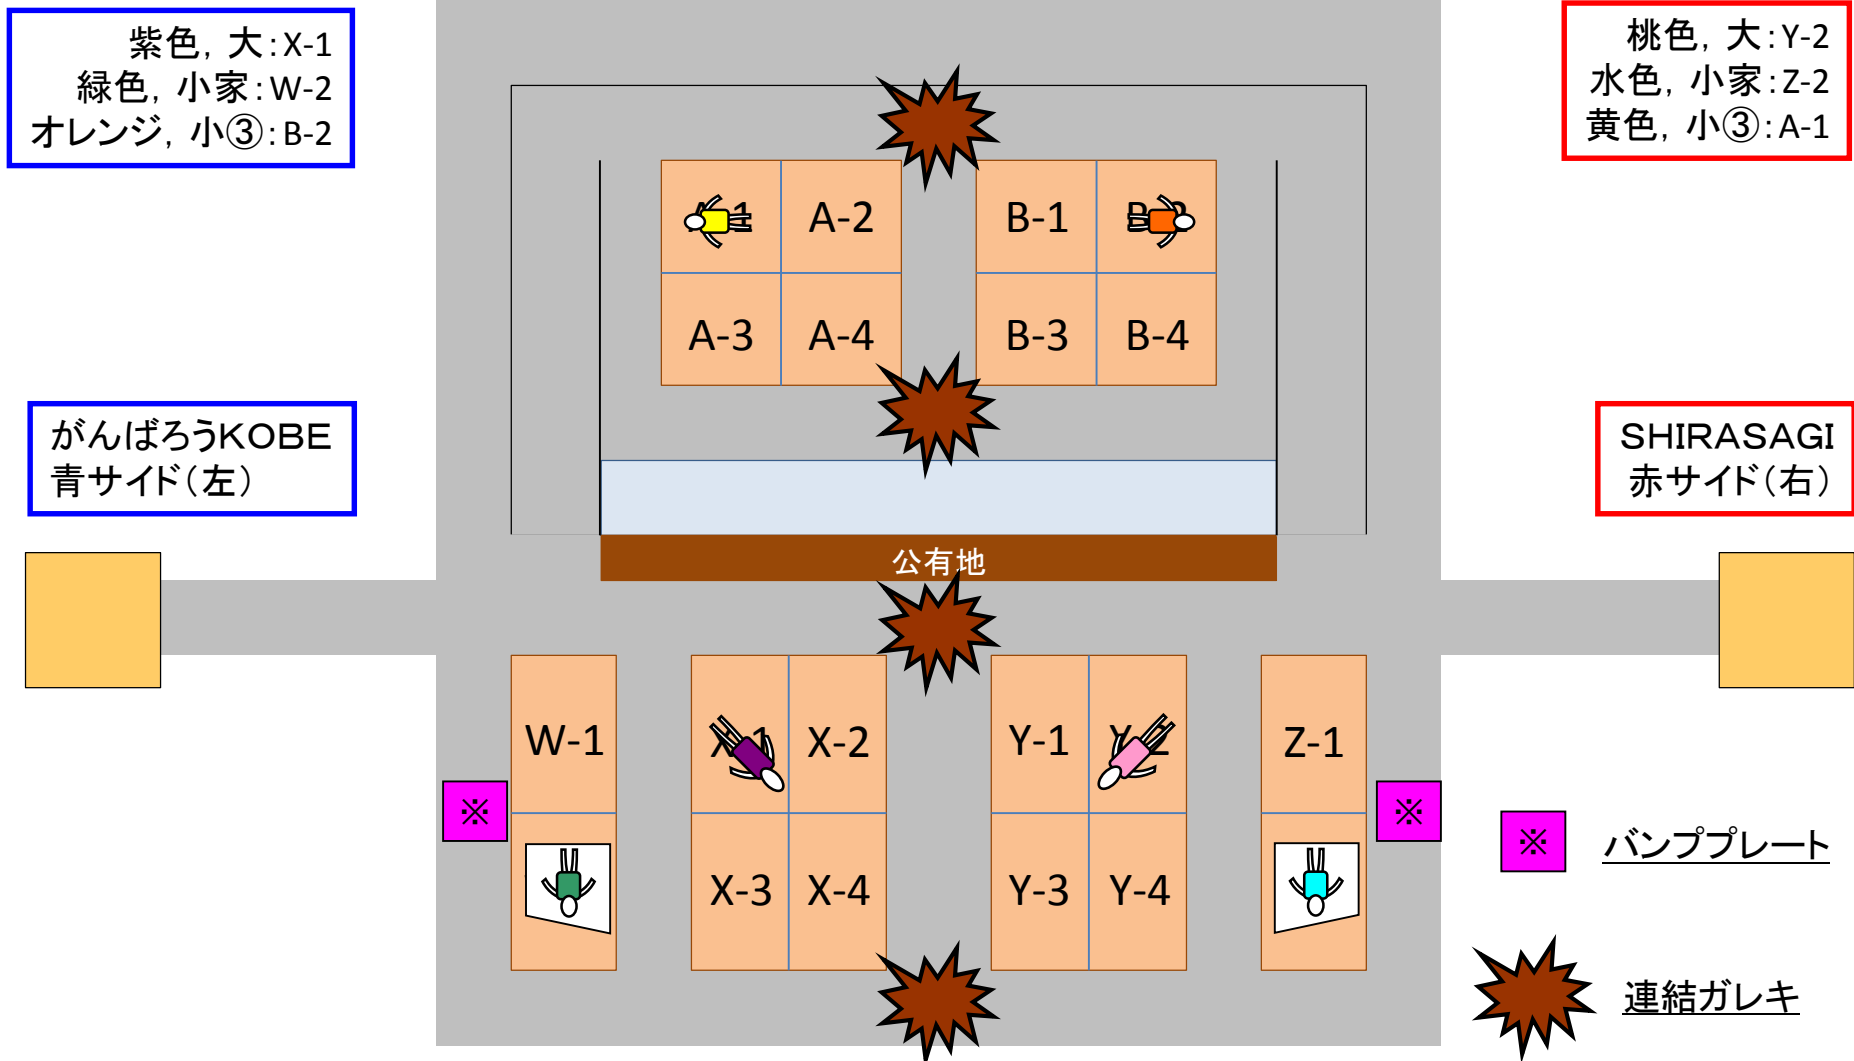 紫色，大：X-1
緑色，小家：W-2
オレンジ，小③：B-2
桃色，大：Y-2
水色，小家：Z-2
黄色，小③：A-1
A-1
A-2
B-1
B-2
A-3
A-4
B-3
B-4
がんばろうKOBE
青サイド（左）
SHIRASAGI
赤サイド（右）
公有地
W-1
X-1
X-2
Y-1
Y-2
Z-1
※
※
※
バンププレート
X-3
X-4
Y-3
Y-4
連結ガレキ